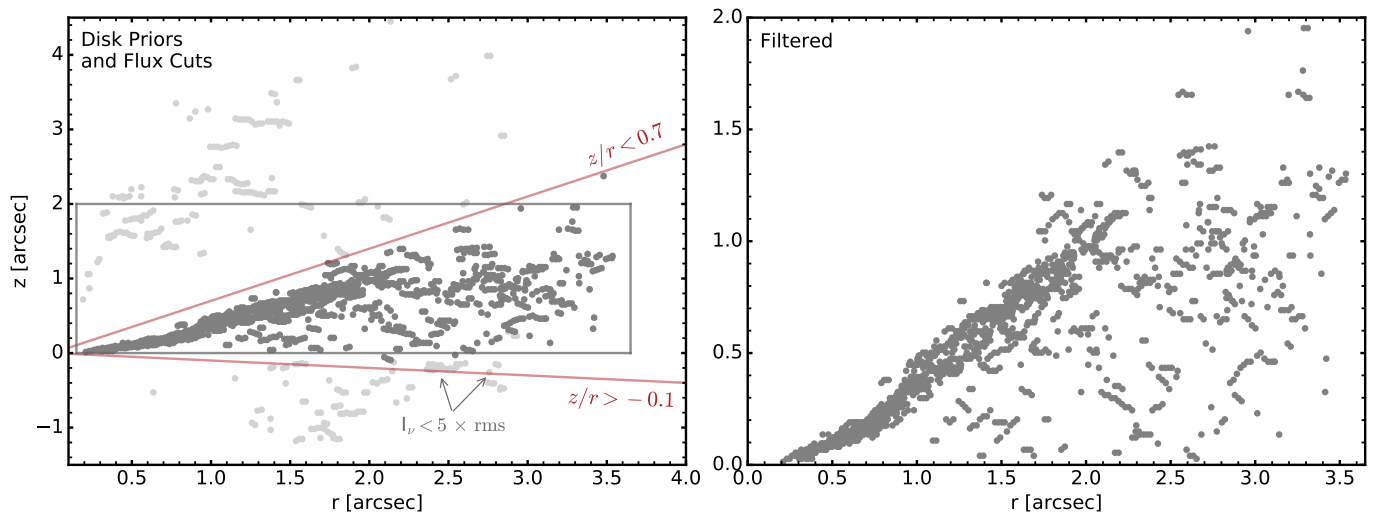 Disk Priors
and Flux Cuts
z/r < 0.7
z/r > −0.1
Iν < 5 × rms
z [arcsec]
4
3
2
1
0
−1
0.5 1.0 1.5 2.0 2.5 3.0 3.5 4.0
r [arcsec]
Filtered
2.0
1.5
1.0
0.5
0.0
0.0 0.5 1.0 1.5 2.0 2.5 3.0 3.5
r [arcsec]